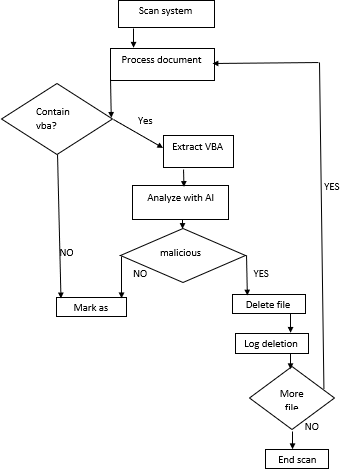 Scan system
Process document
Contain
vba?
Yes
Extract VBA
Analyze with AI
YES
malicious
NO
NO
YES
Mark as
Delete file
Log deletion
More
file
NO
End scan